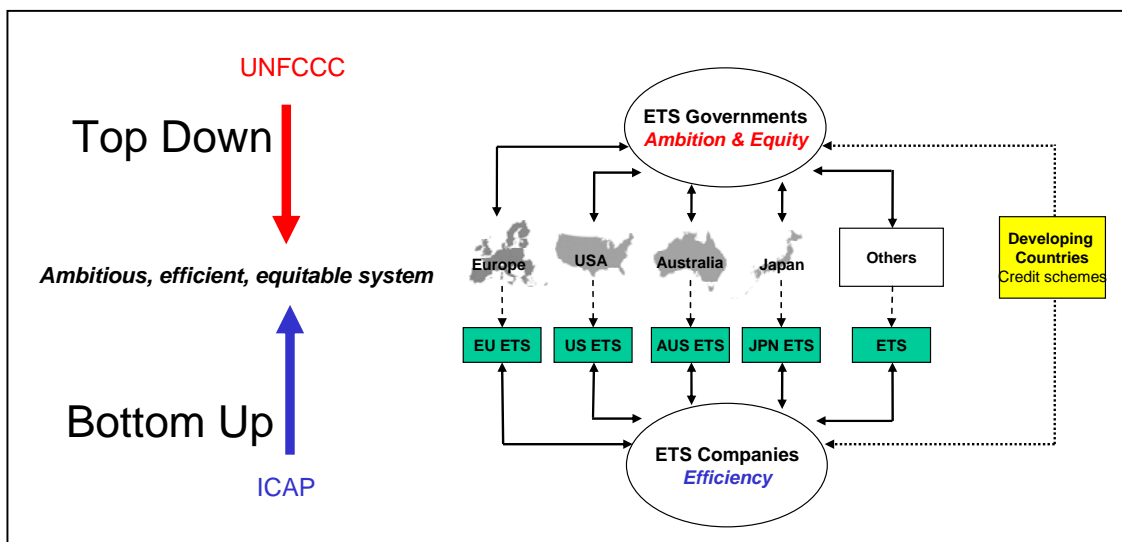 UNFCCC
Top Down
Ambitious, efficient, equitable system
Bottom Up
ICAP
ETS Governments
Ambition & Equity
Europe
USA
Australia
Japan
Others
Developing
Countries
Credit schemes
EU ETS
US ETS
AUS ETS
JPN ETS
ETS
ETS Companies
Efficiency